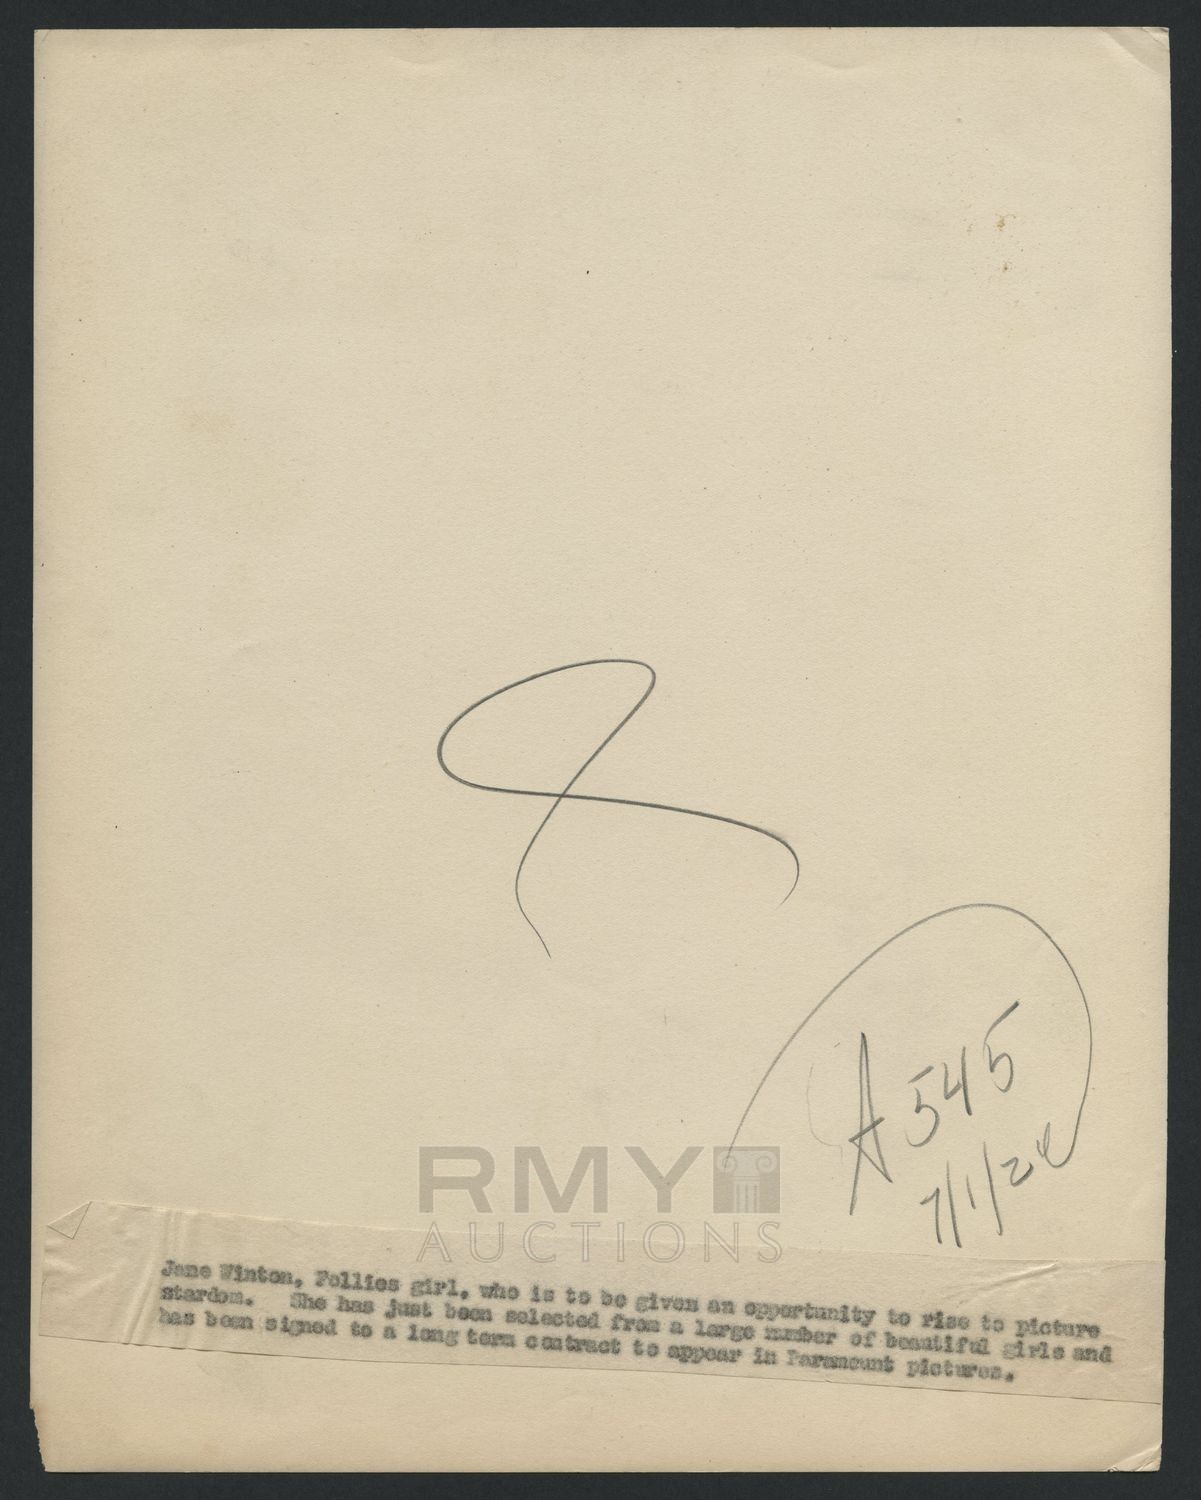 A 545
7/1/24
RMY
AUCTIONS
Jane Winton, Follies girl, who is to be given an opportunity to rise to picture
stardom. She has just been selected from a large number of beautiful girls and
has been signed to a long term contract to appear in Paramount pictures.